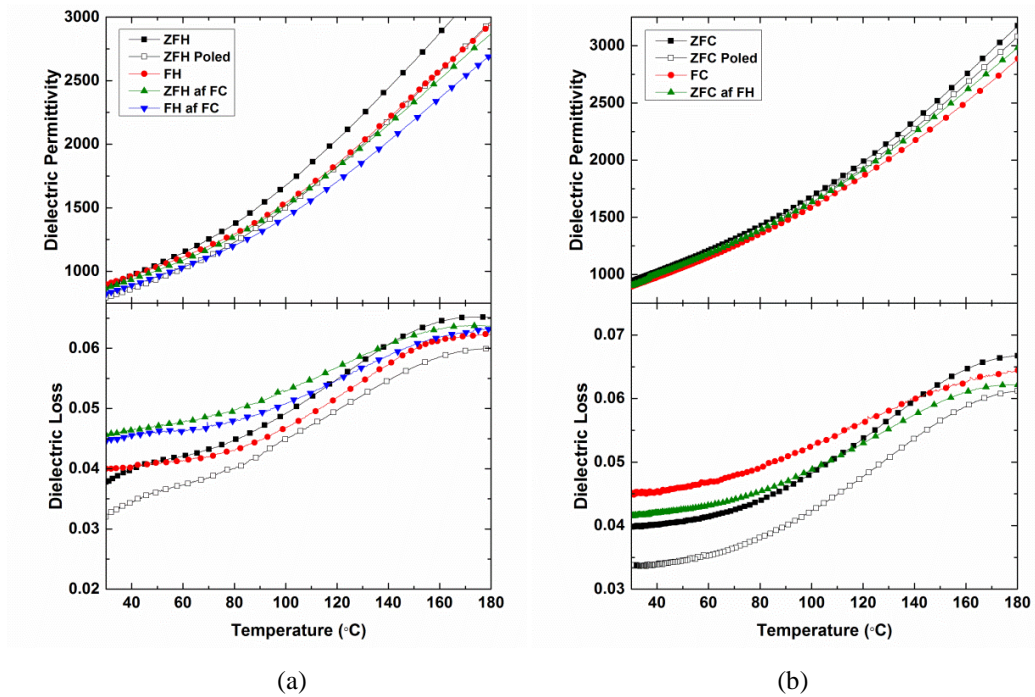 3000
2500
2000
1500
1000
Dielectric Permittivity
ZFH
ZFH Poled
FH
ZFH af FC
FH af FC
0.06
0.05
0.04
0.03
0.02
Dielectric Loss
40 60 80 100 120 140 160 180
Temperature (°C)
(a)
3000
2500
2000
1500
1000
Dielectric Permittivity
ZFC
ZFC Poled
FC
ZFC af FH
0.07
0.06
0.05
0.04
0.03
Dielectric Loss
40 60 80 100 120 140 160 180
Temperature (°C)
(b)